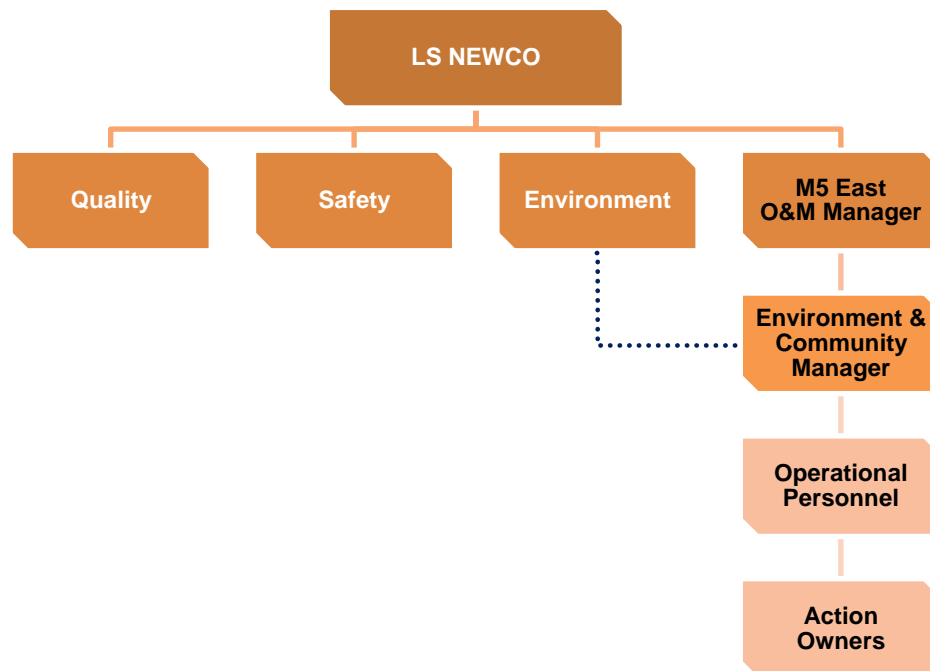 LS NEWCO
Quality
Safety
Environment
M5 East
O&M Manager
Environment &
Community
Manager
Operational
Personnel
Action
Owners